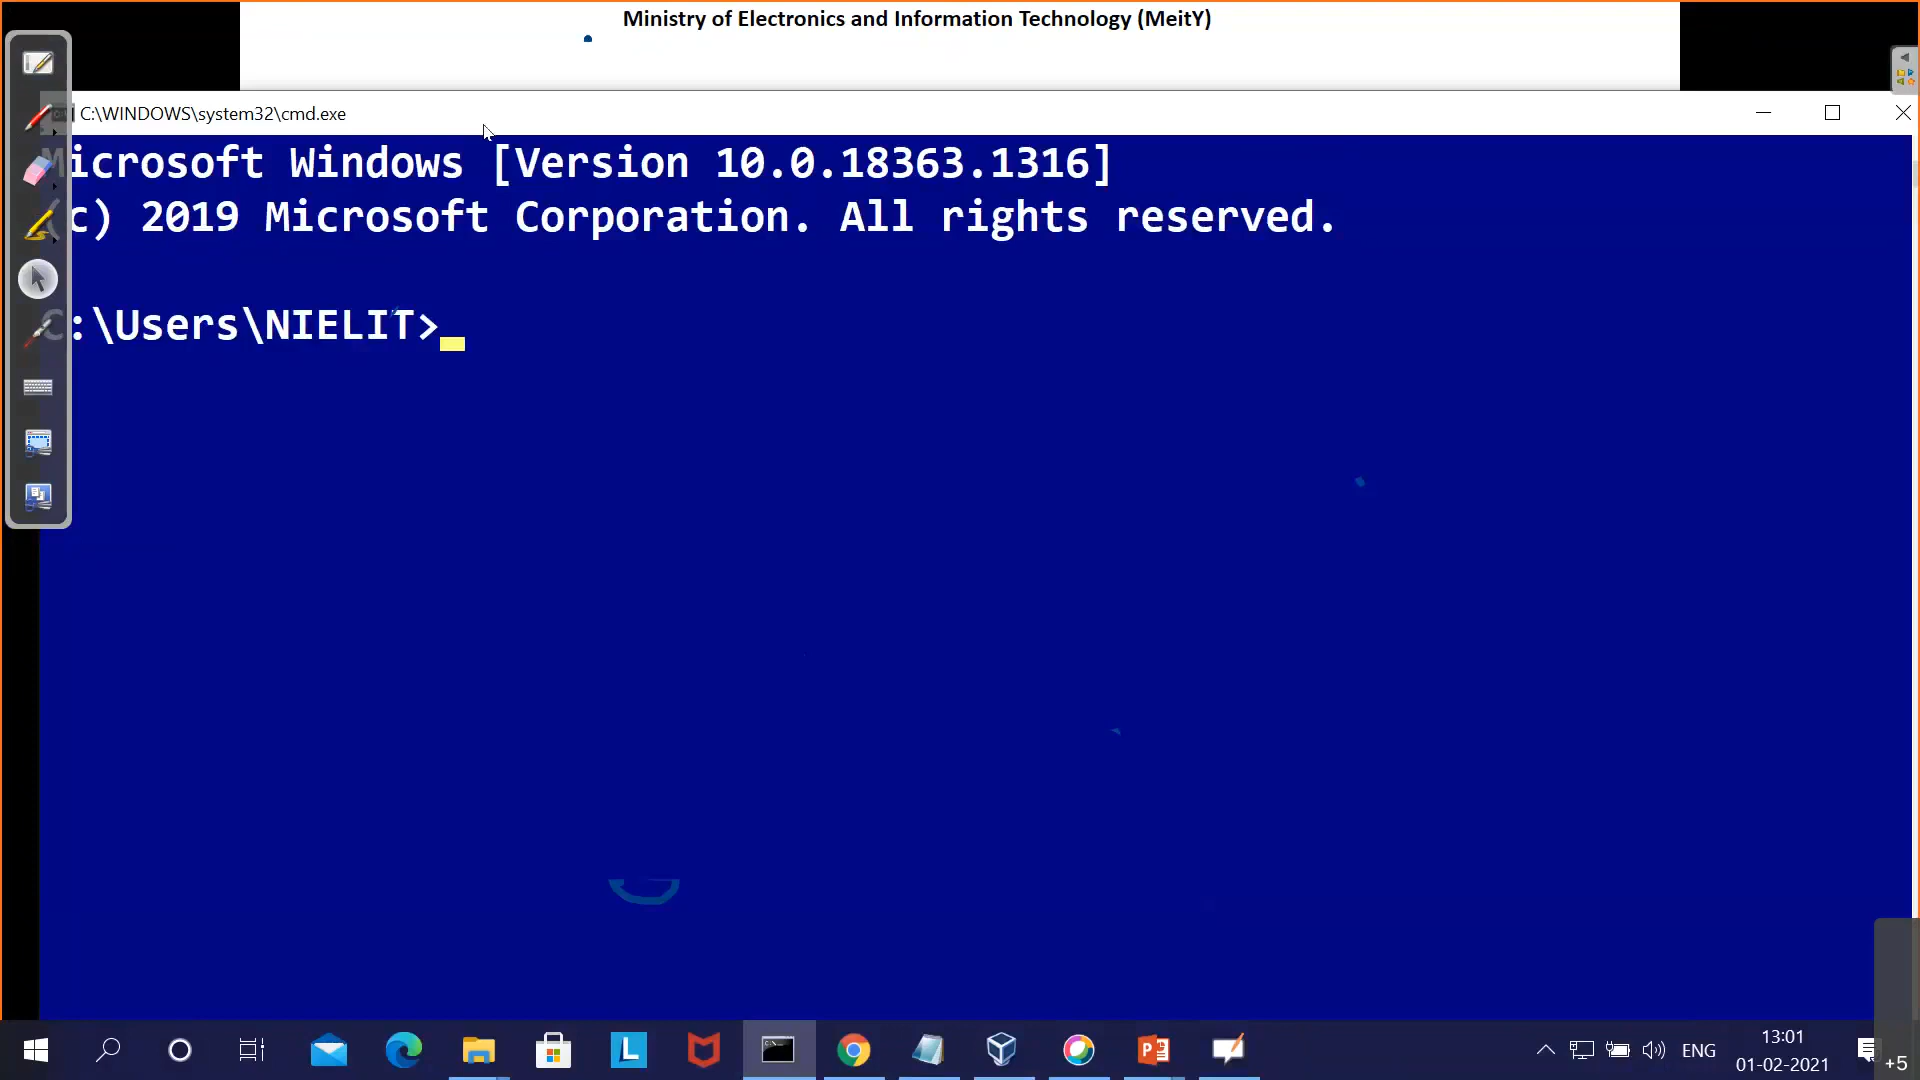 Ministry of Electronics and Information Technology (MeitY)
C:\WINDOWS\system32\cmd.exe
Microsoft Windows [Version 10.0.18363.1316]
(c) 2019 Microsoft Corporation. All rights reserved.
C:\Users\NIELIT>
L
ENG
13:01
01-02-2021
+5